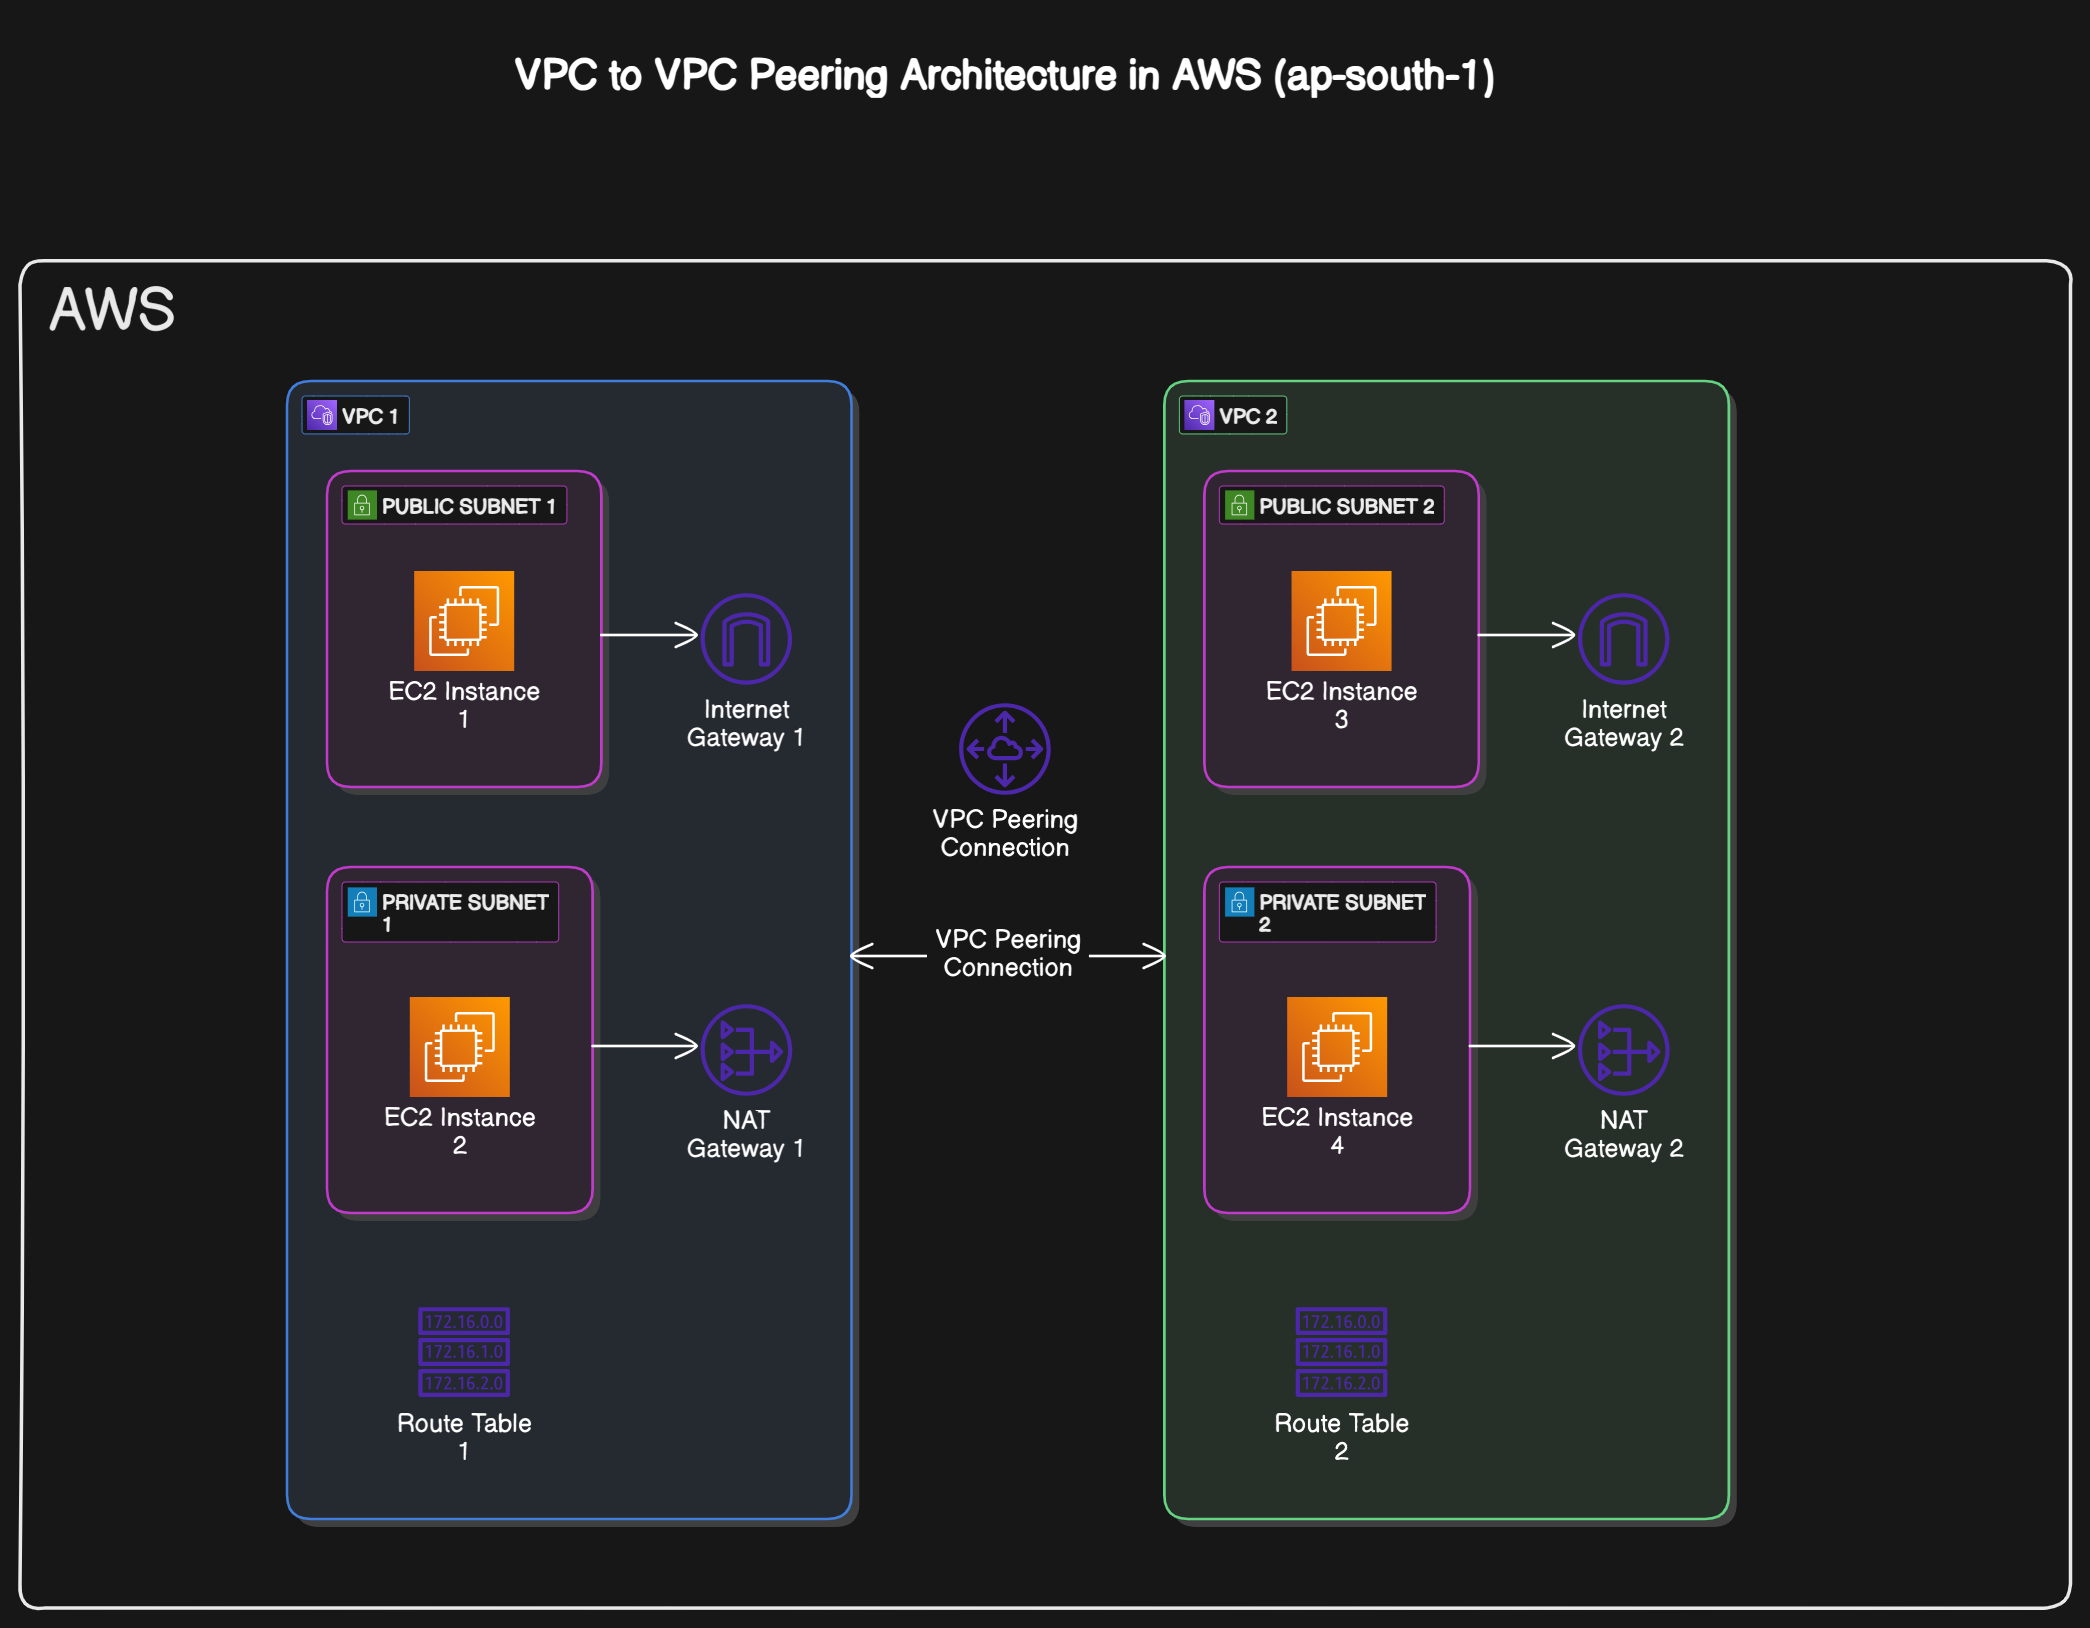 VPC to VPC Peering Architecture in AWS (ap-south-1)
AWS
VPC 1
PUBLIC SUBNET 1
EC2 Instance
1
Internet
Gateway 1
PRIVATE SUBNET
1
EC2 Instance
2
NAT
Gateway 1
172.16.0.0
172.16.1.0
172.16.2.0
Route Table
1
VPC Peering
Connection
VPC Peering
Connection
VPC 2
PUBLIC SUBNET 2
EC2 Instance
3
Internet
Gateway 2
PRIVATE SUBNET
2
EC2 Instance
4
NAT
Gateway 2
172.16.0.0
172.16.1.0
172.16.2.0
Route Table
2